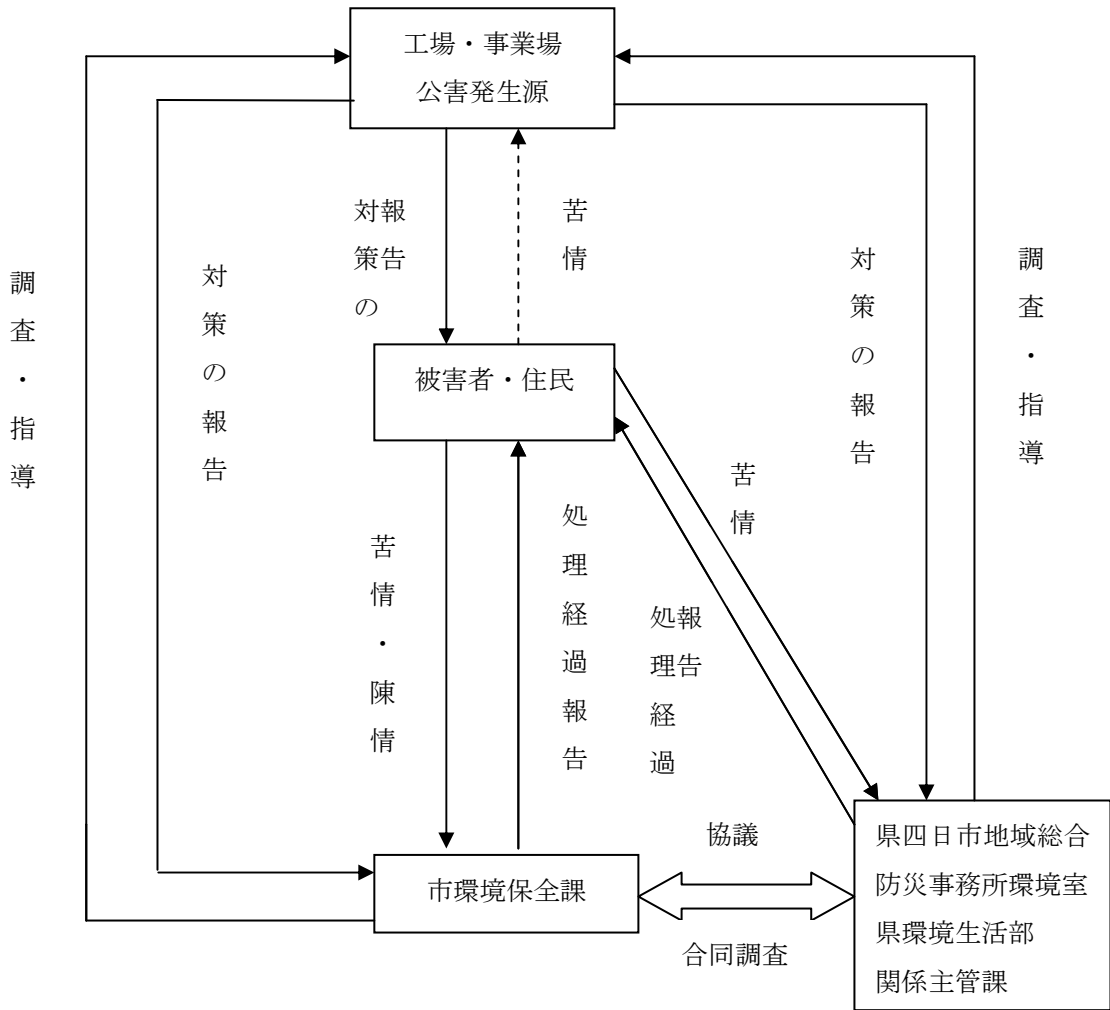 工場・事業場
公害発生源
対策の報告
苦情
調査・指導
対策の報告
対策の報告
調査・指導
被害者・住民
苦情・陳情
処理経過報告
処理経過報告
苦情
協議
市環境保全課
合同調査
県四日市地域総合
防災事務所環境室
県環境生活部
関係主管課